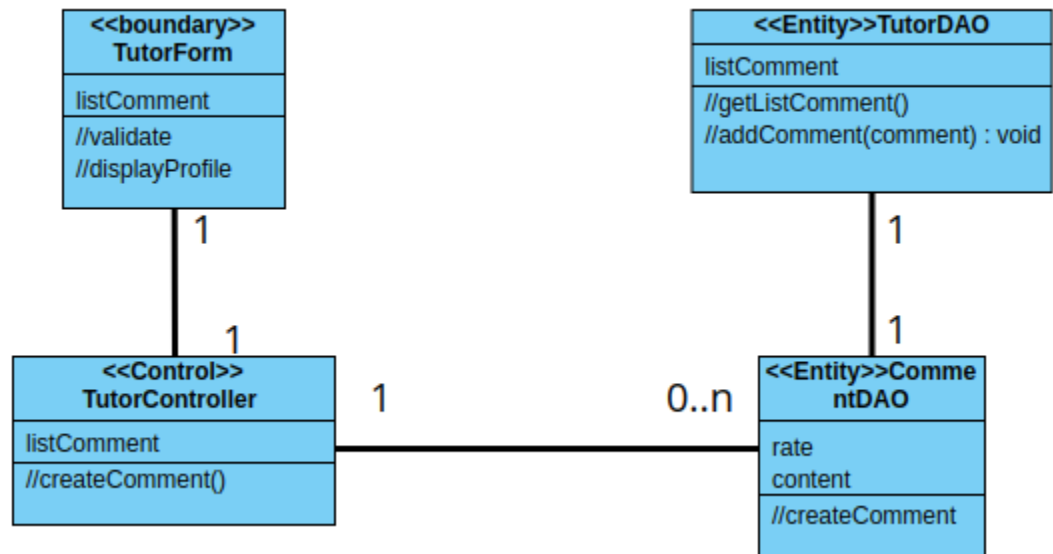 <<boundary>>
TutorForm
listComment
//validate
//displayProfile
<<Entity>>TutorDAO
listComment
//getListComment()
//addComment(comment) : void
1
1
1
1
<<Control>>
TutorController
listComment
//createComment()
1
0..n
<<Entity>>Comme
ntDAO
rate
content
//createComment